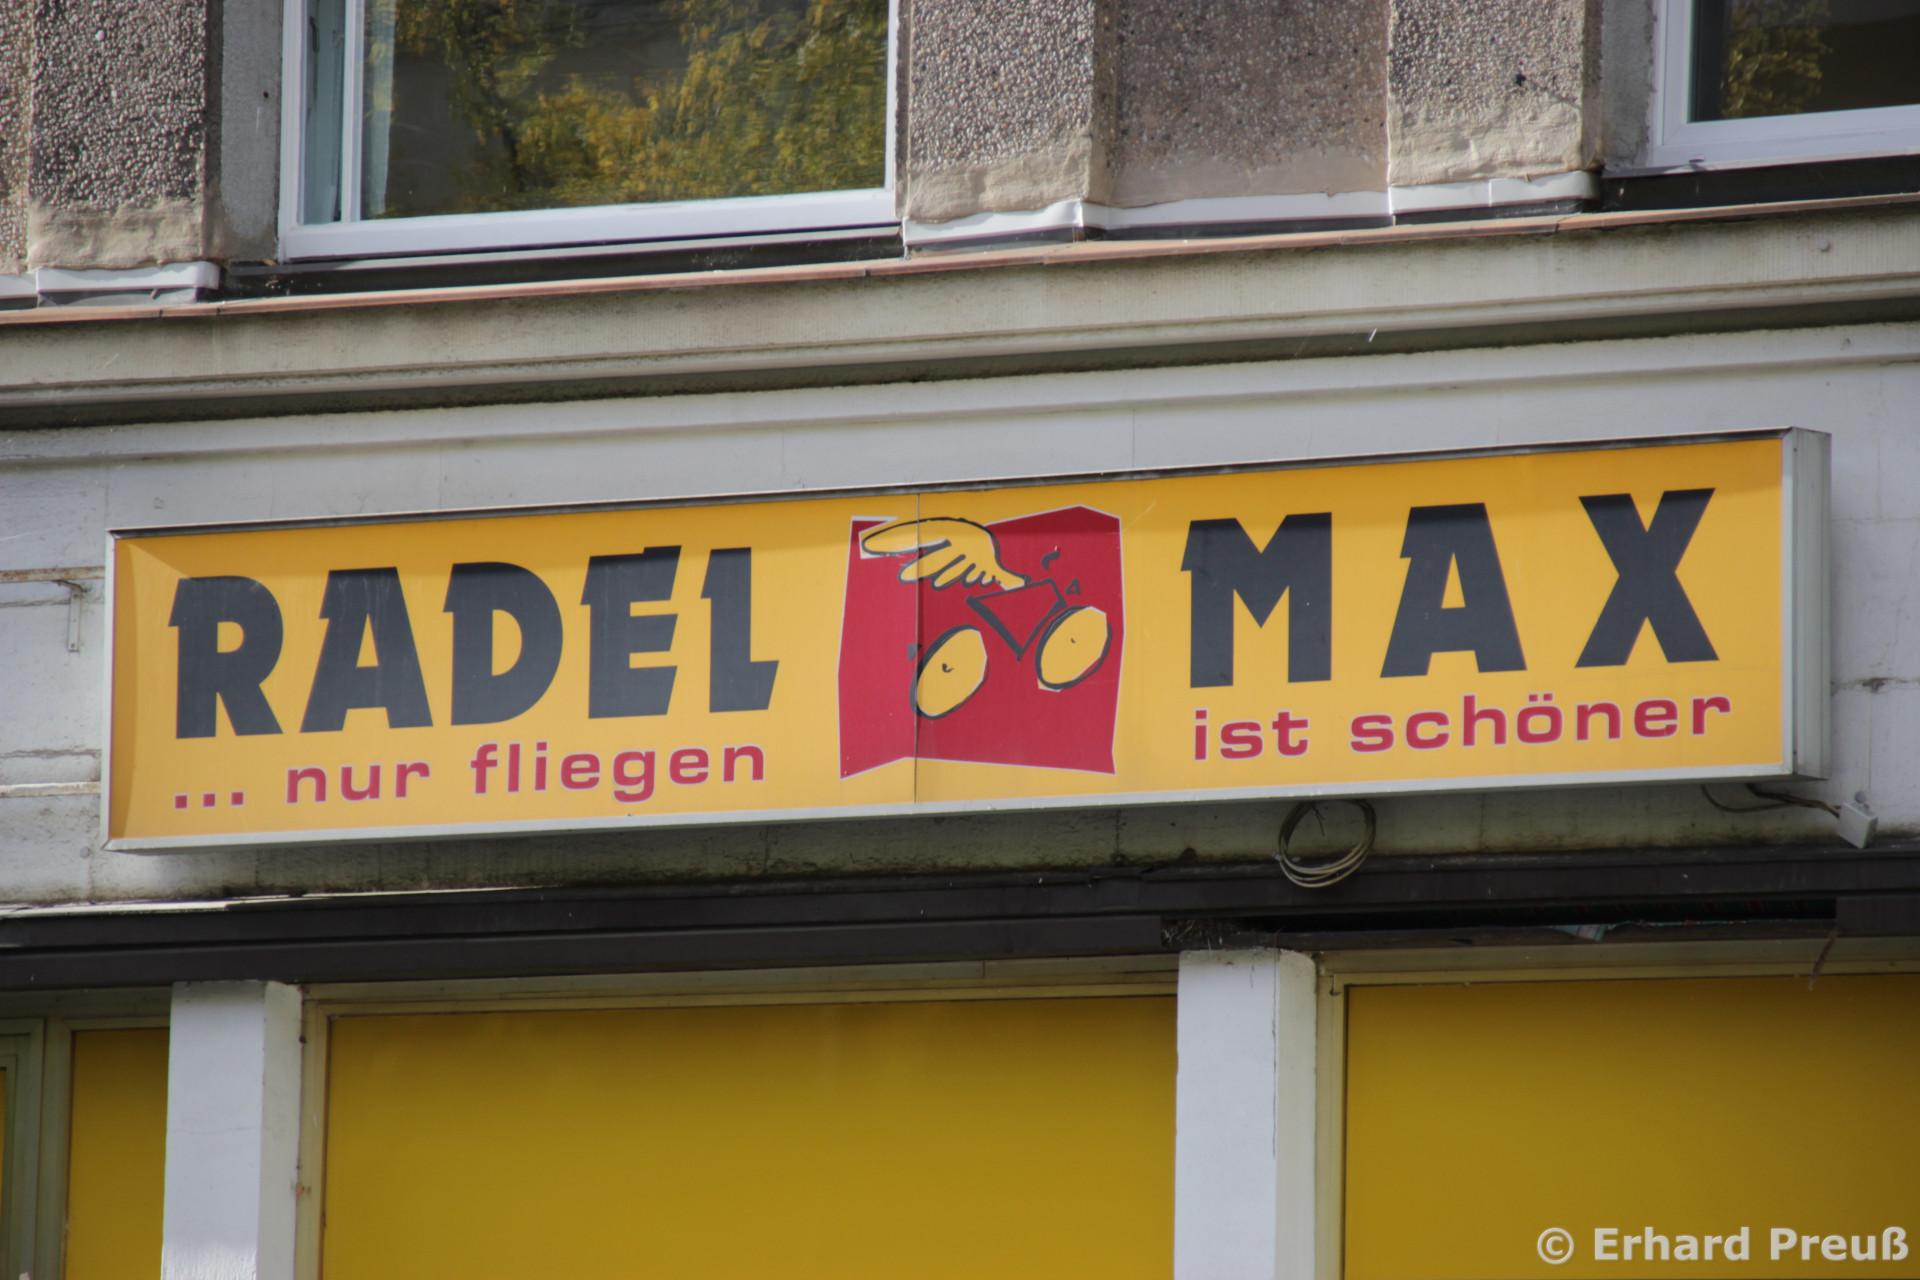 RADEL MAX
... nur fliegen ist schöner
© Erhard Preuß